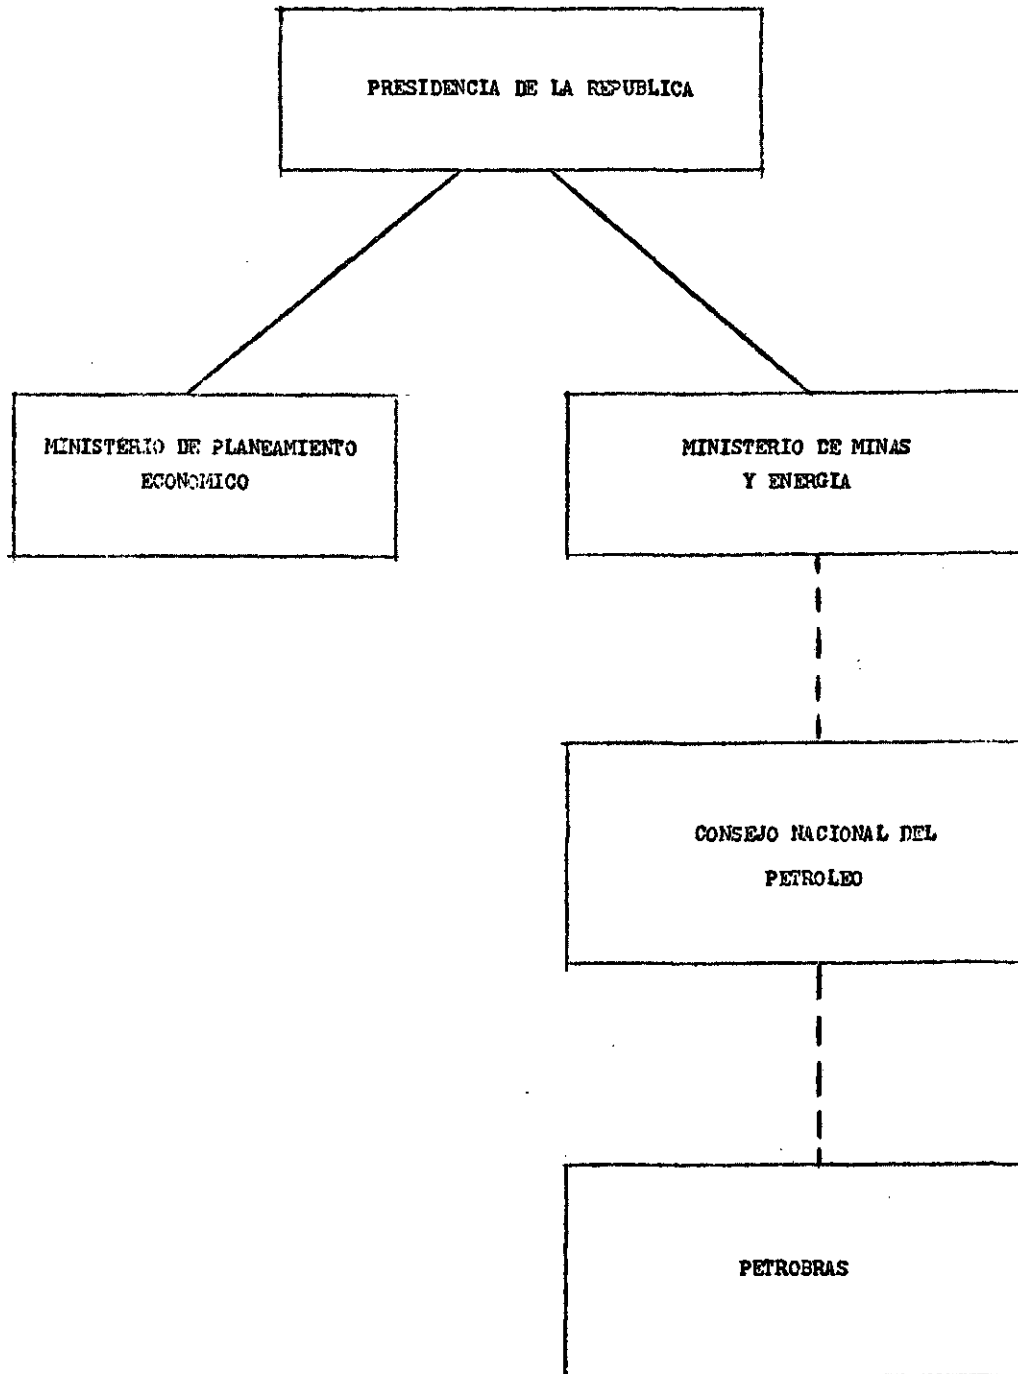 PRESIDENCIA DE LA REPUBLICA
MINISTERIO DE PLANEAMIENTO
ECONOMICO
MINISTERIO DE MINAS
Y ENERGIA
CONSEJO NACIONAL DEL
PETROLEO
PETROBRAS